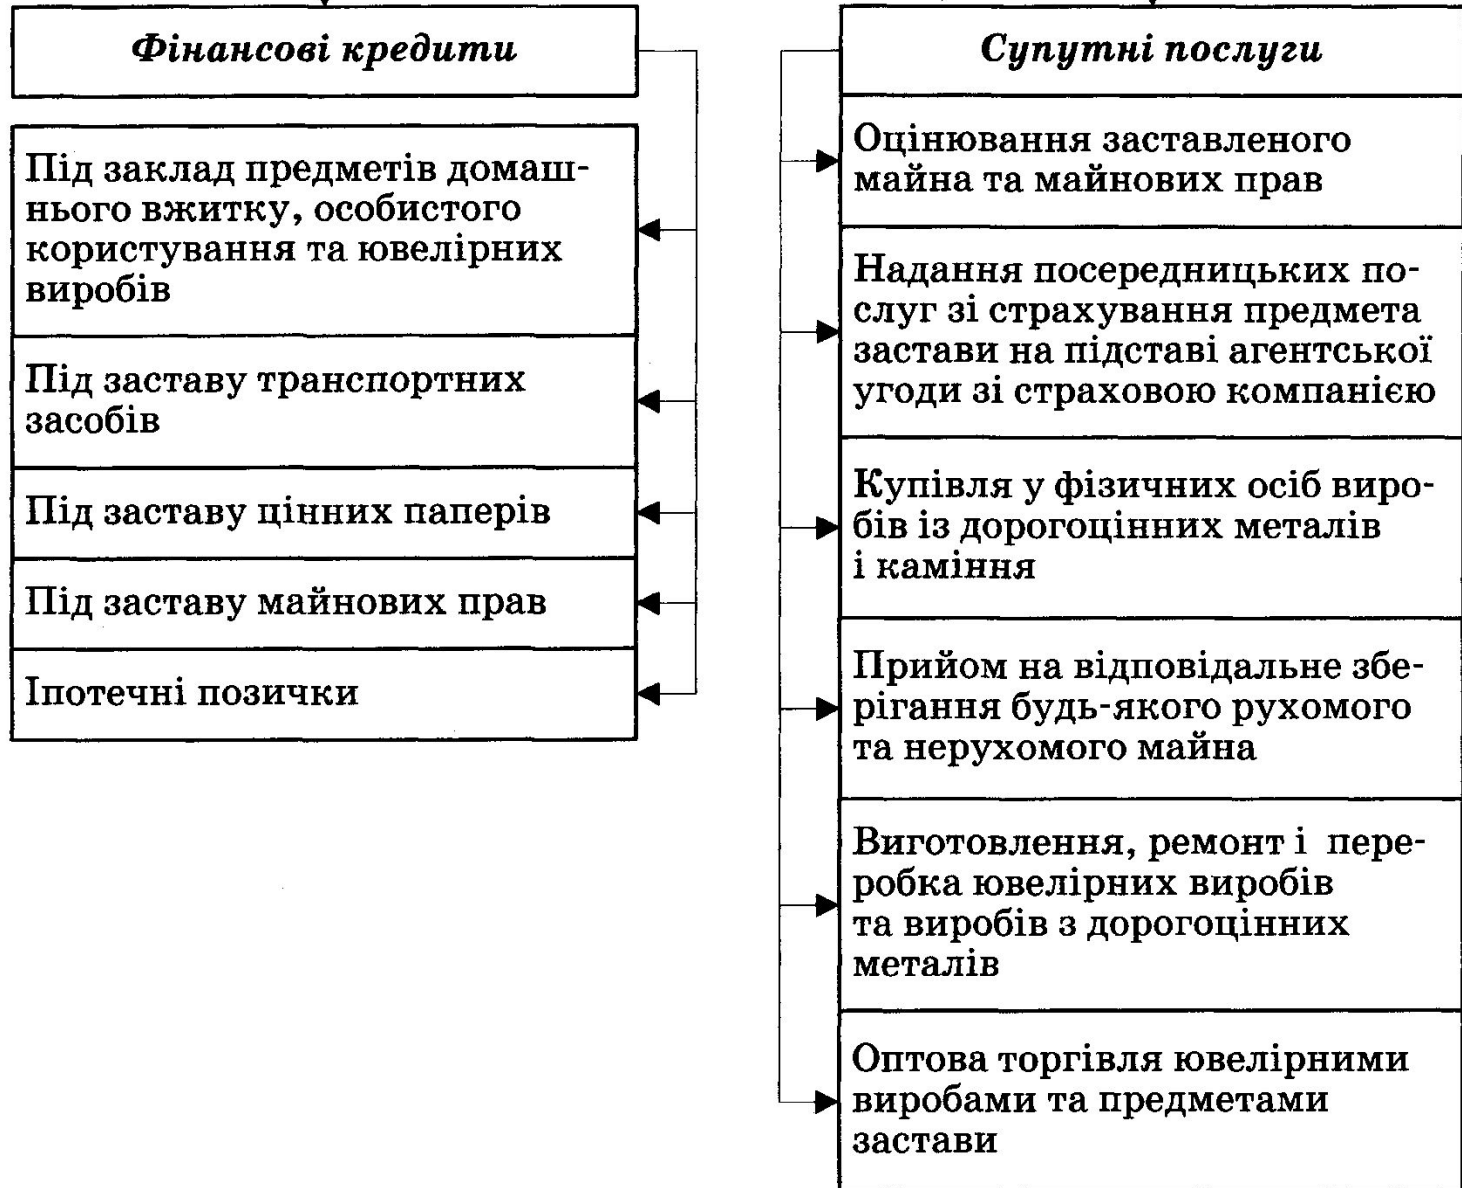 Фінансові кредити
Під заклад предметів домаш-
нього вжитку, особистого
користування та ювелірних
виробів
Під заставу транспортних
засобів
Під заставу цінних паперів
Під заставу майнових прав
Іпотечні позички
Супутні послуги
Оцінювання заставленого
майна та майнових прав
Надання посередницьких по-
слуг зі страхування предмета
застави на підставі агентської
угоди зі страховою компанією
Купівля у фізичних осіб виро-
бів із дорогоцінних металів
і каміння
Прийом на відповідальне збе-
рігання будь-якого рухомого
та нерухомого майна
Виготовлення, ремонт і пере-
робка ювелірних виробів
та виробів з дорогоцінних
металів
Оптова торгівля ювелірними
виробами та предметами
застави